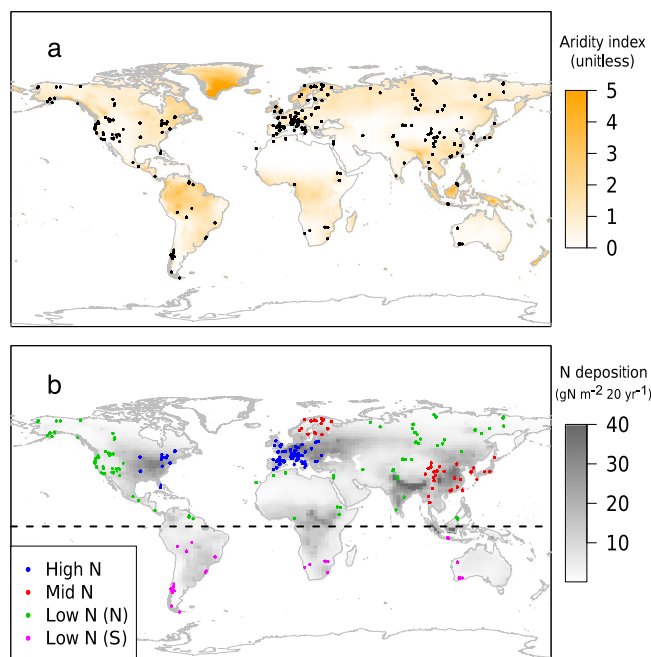 a
Aridity index
(unitless)
5
4
3
2
1
0
b
N deposition
(gN m⁻² 20 yr⁻¹)
40
30
20
10
High N
Mid N
Low N (N)
Low N (S)